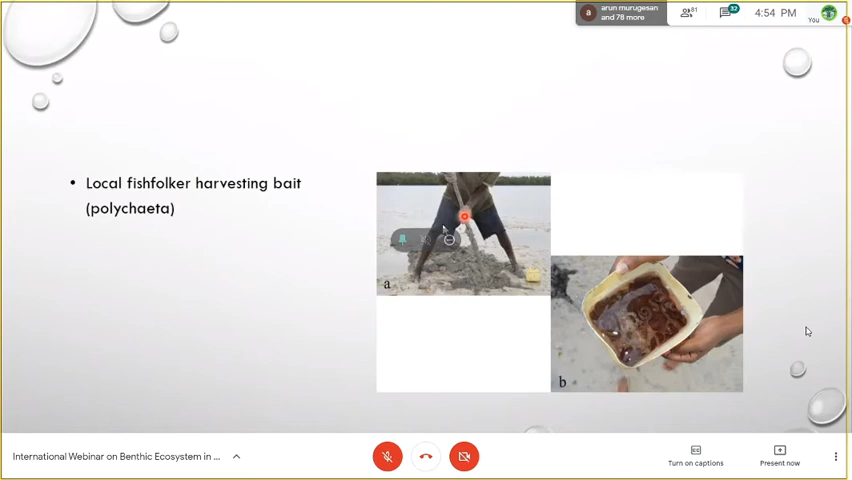 arun murugesan
and 78 more
a
81
32
4:54 PM
You
• Local fishfolker harvesting bait
(polychaeta)
a
b
International Webinar on Benthic Ecosystem in ...
Turn on captions
Present now